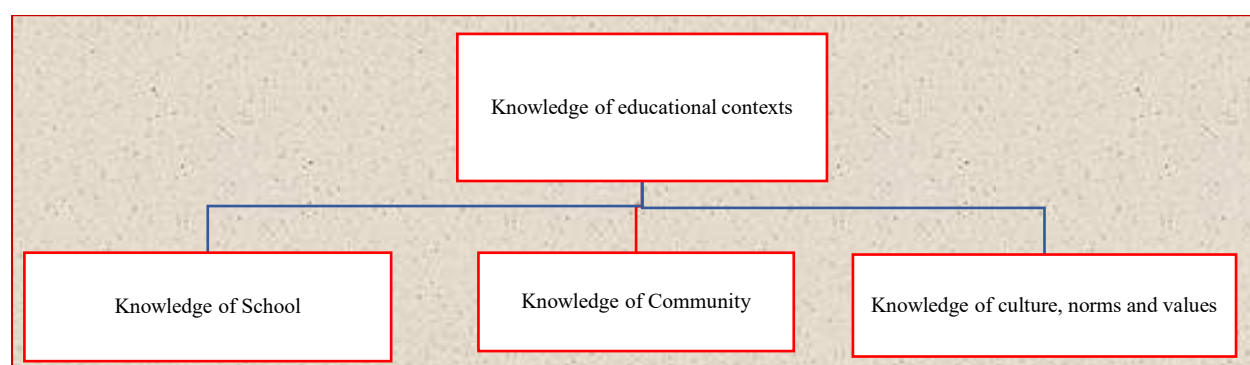 Knowledge of educational contexts
Knowledge of School
Knowledge of Community
Knowledge of culture, norms and values